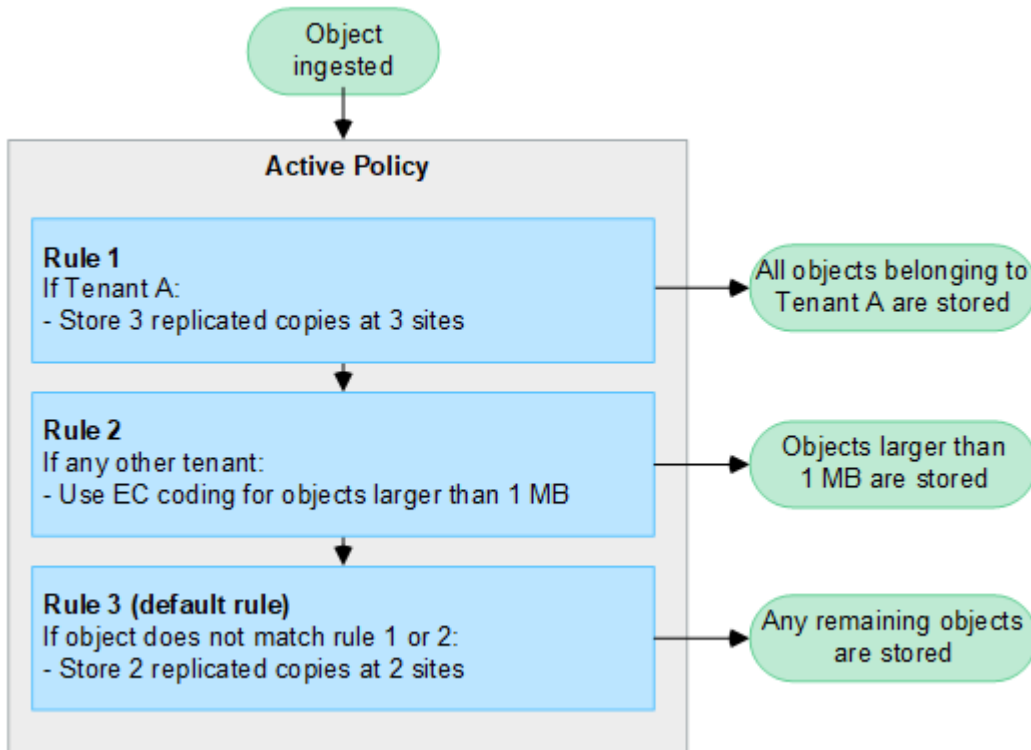 Object
ingested
Active Policy
Rule 1
If Tenant A:
- Store 3 replicated copies at 3 sites
All objects belonging to
Tenant A are stored
Rule 2
If any other tenant:
- Use EC coding for objects larger than 1 MB
Objects larger than
1 MB are stored
Rule 3 (default rule)
If object does not match rule 1 or 2:
- Store 2 replicated copies at 2 sites
Any remaining objects
are stored